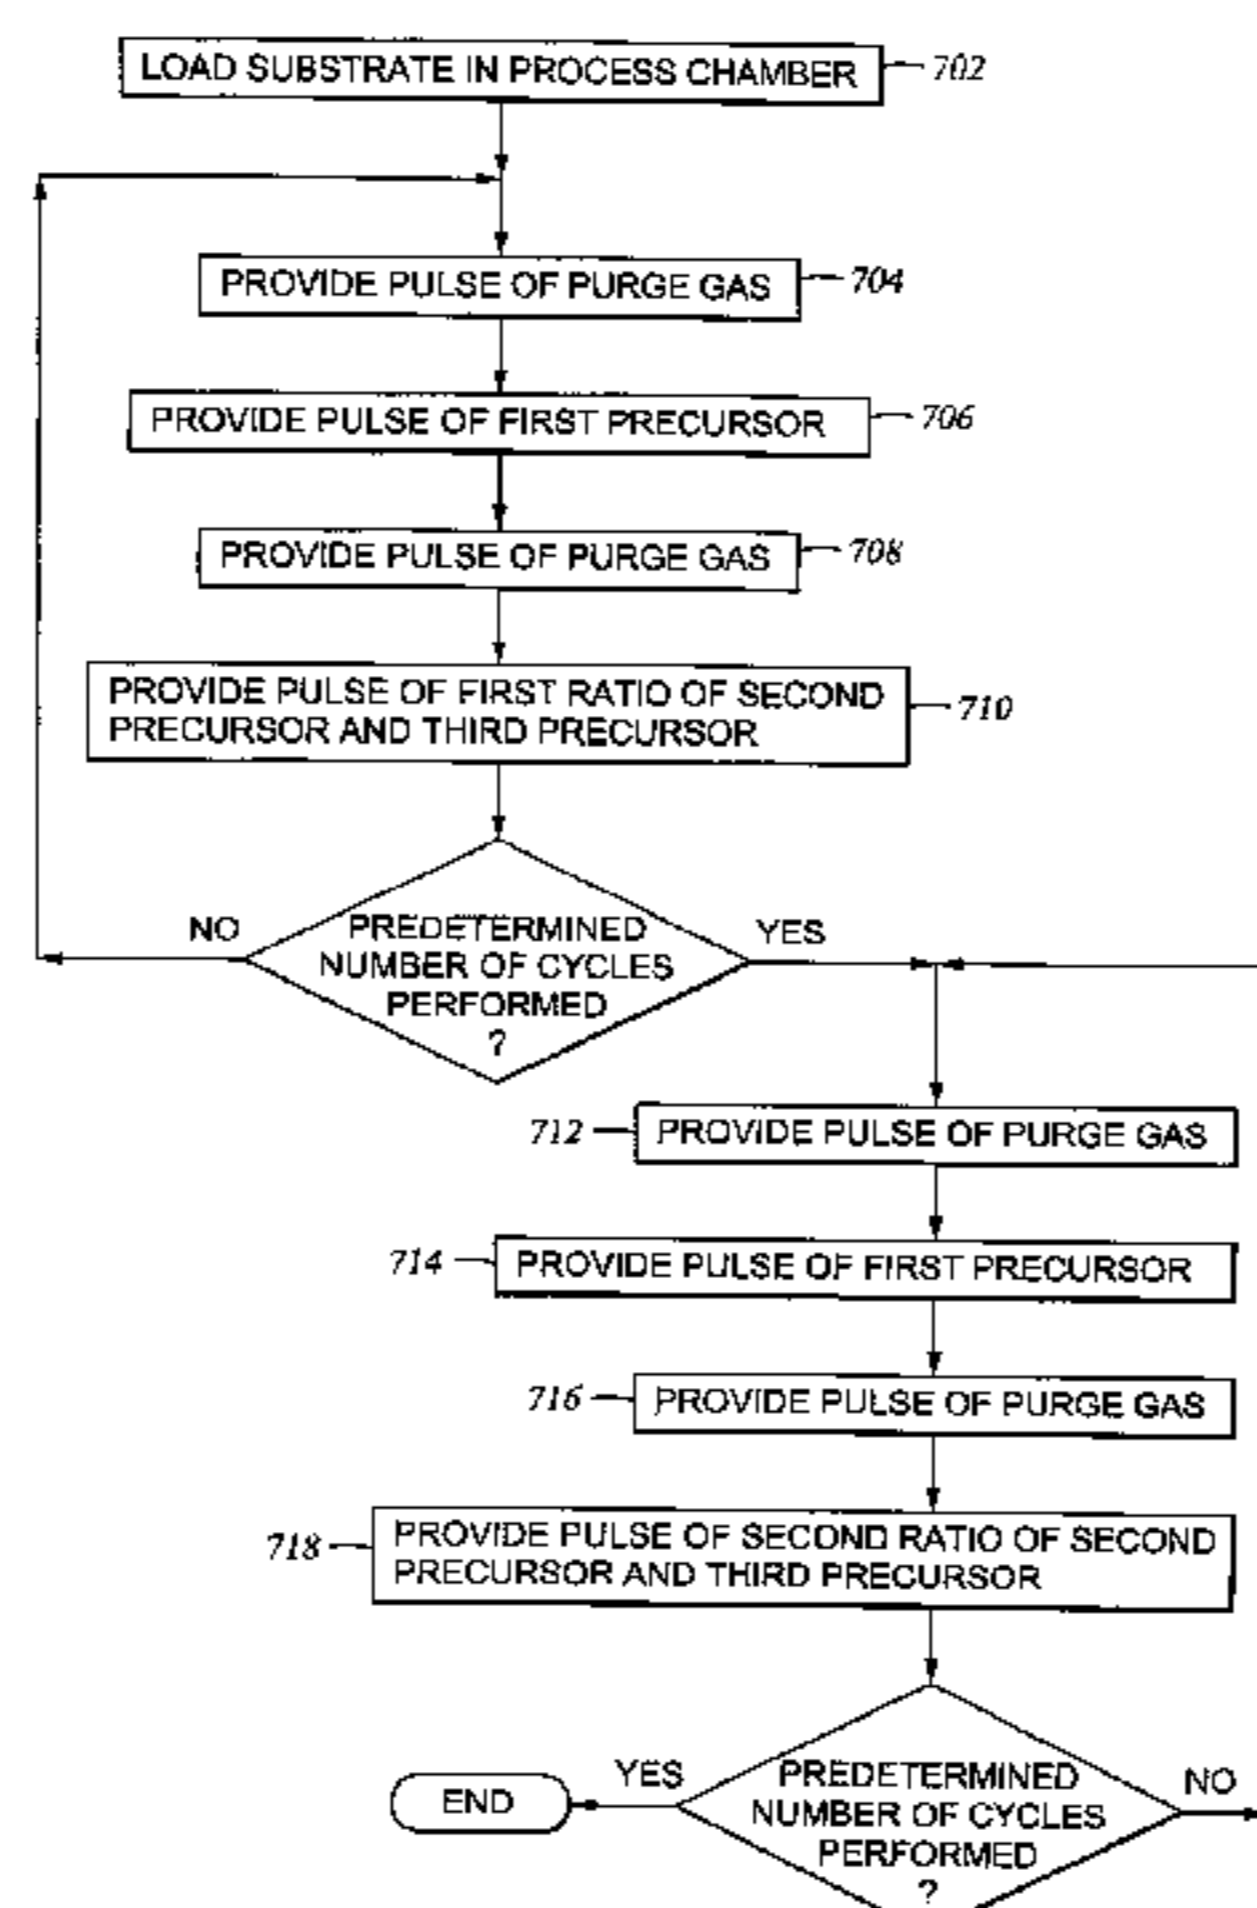 LOAD SUBSTRATE IN PROCESS CHAMBER
702
PROVIDE PULSE OF PURGE GAS
704
PROVIDE PULSE OF FIRST PRECURSOR
706
PROVIDE PULSE OF PURGE GAS
708
PROVIDE PULSE OF FIRST RATIO OF SECOND
PRECURSOR AND THIRD PRECURSOR
710
NO
PREDETERMINED
NUMBER OF CYCLES
PERFORMED
?
YES
712
PROVIDE PULSE OF PURGE GAS
714
PROVIDE PULSE OF FIRST PRECURSOR
716
PROVIDE PULSE OF PURGE GAS
718
PROVIDE PULSE OF SECOND RATIO OF SECOND
PRECURSOR AND THIRD PRECURSOR
END
YES
PREDETERMINED
NUMBER OF CYCLES
PERFORMED
?
NO